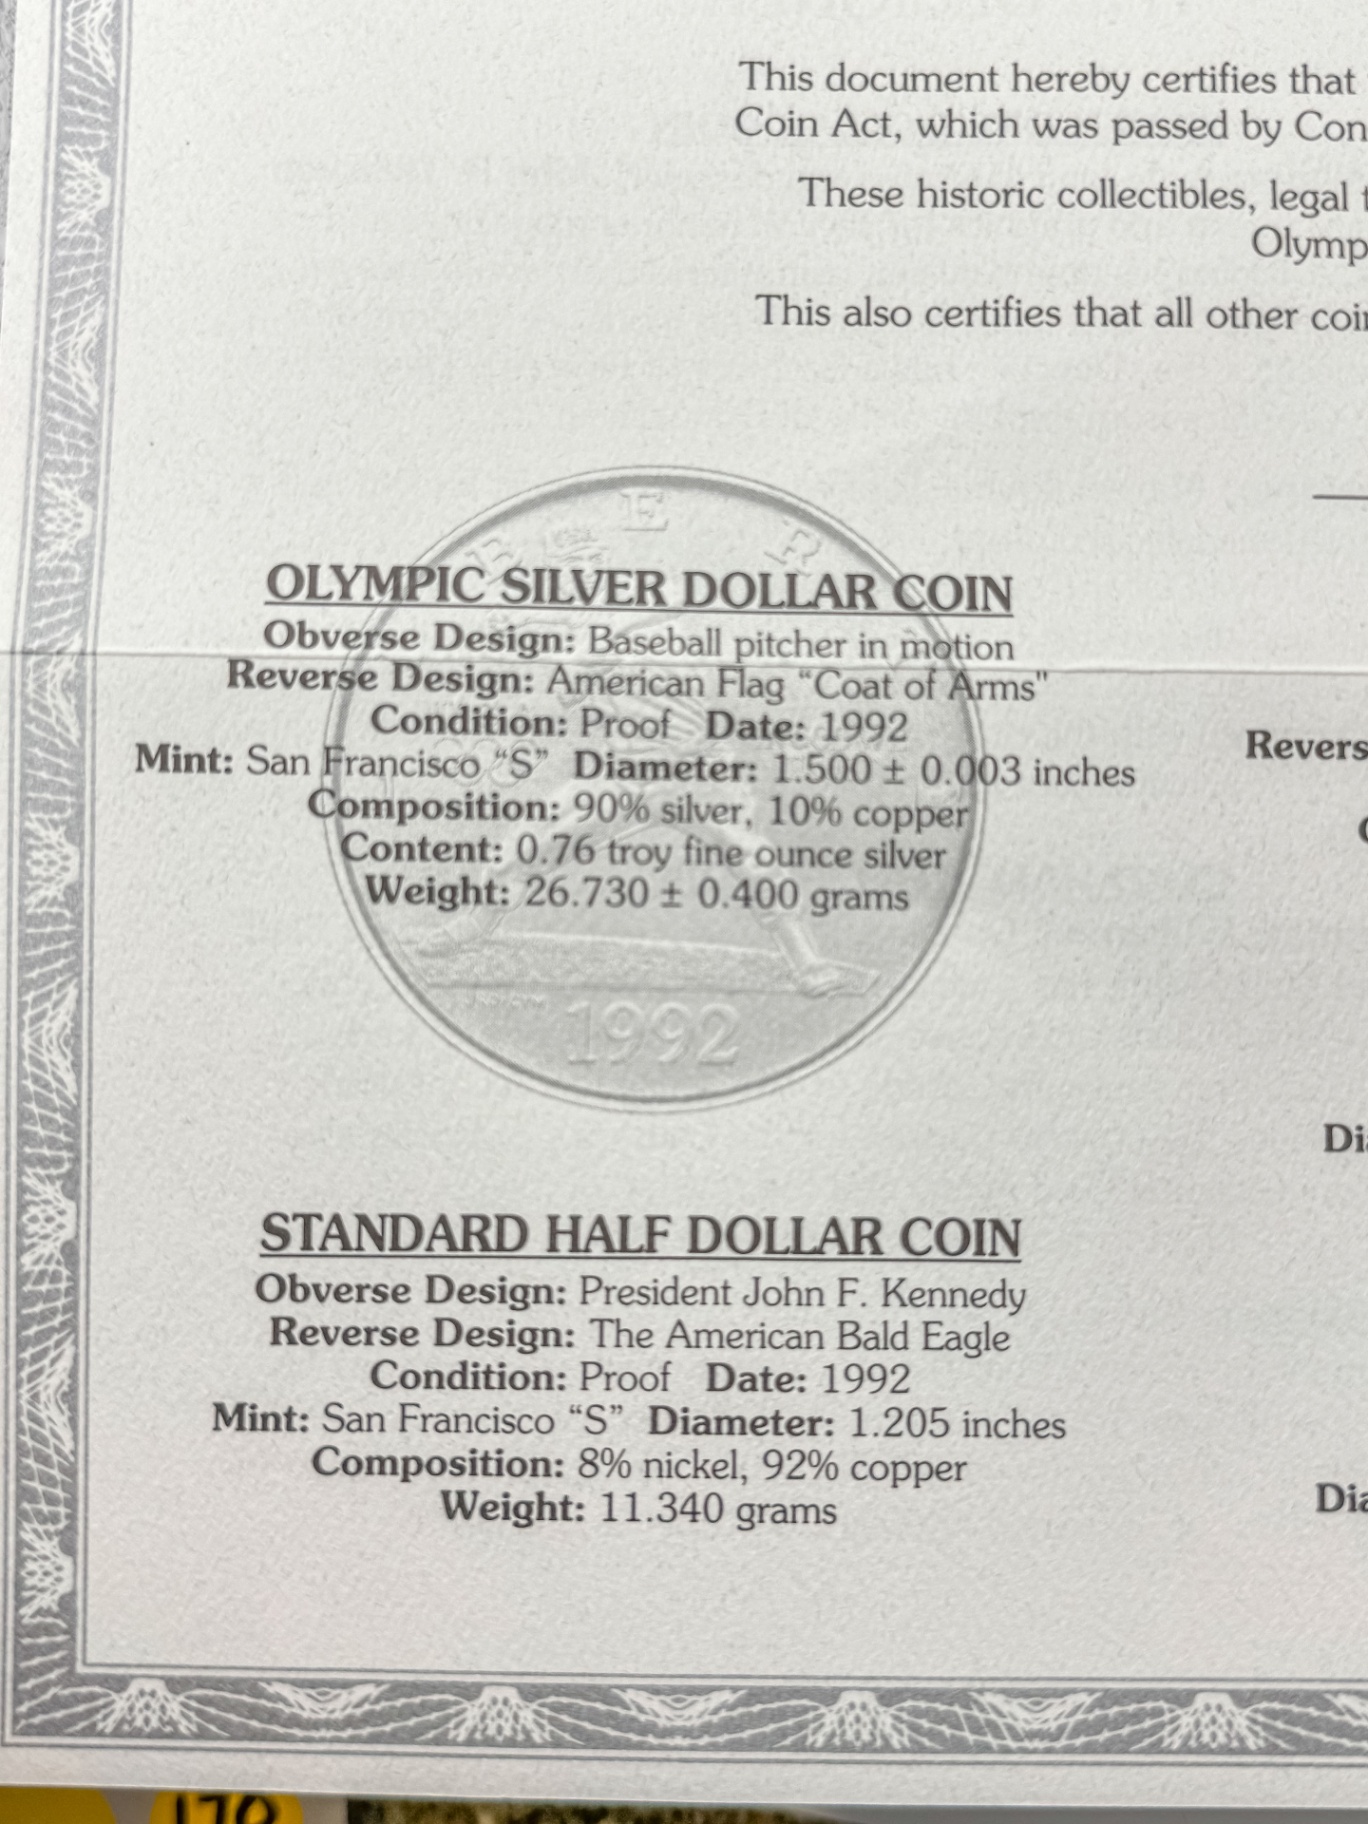 This document hereby certifies that
Coin Act, which was passed by Con
These historic collectibles, legal t
Olymp
This also certifies that all other coin
OLYMPIC SILVER DOLLAR COIN
Obverse Design: Baseball pitcher in motion
Reverse Design: American Flag “Coat of Arms"
Condition: Proof Date: 1992
Mint: San Francisco “S” Diameter: 1.500 ± 0.003 inches
Composition: 90% silver, 10% copper
Content: 0.76 troy fine ounce silver
Weight: 26.730 ± 0.400 grams
1992
Revers
Di
STANDARD HALF DOLLAR COIN
Obverse Design: President John F. Kennedy
Reverse Design: The American Bald Eagle
Condition: Proof Date: 1992
Mint: San Francisco “S” Diameter: 1.205 inches
Composition: 8% nickel, 92% copper
Weight: 11.340 grams
Dia